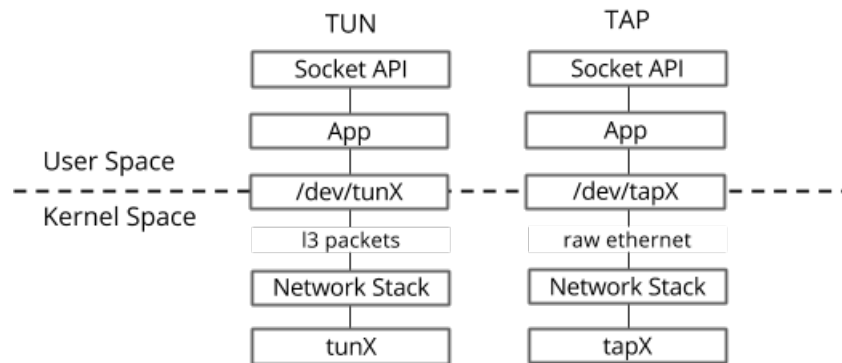 TUN
TAP
Socket API
Socket API
App
App
User Space
/dev/tunX
/dev/tapX
Kernel Space
l3 packets
raw ethernet
Network Stack
Network Stack
tunX
tapX